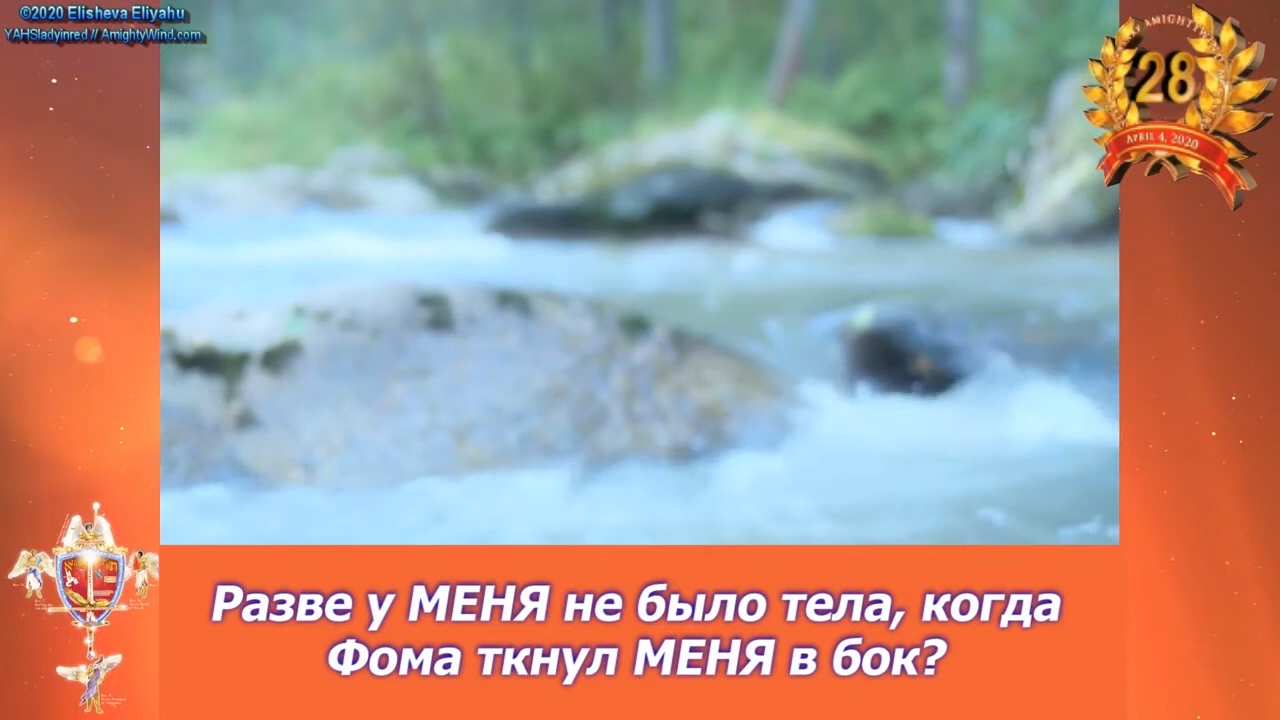 ©2020 Elisheva Eliyahu
YAHSladyinred // AmightyWind.com
28
APRIL 4, 2020
Разве у МЕНЯ не было тела, когда
Фома ткнул МЕНЯ в бок?